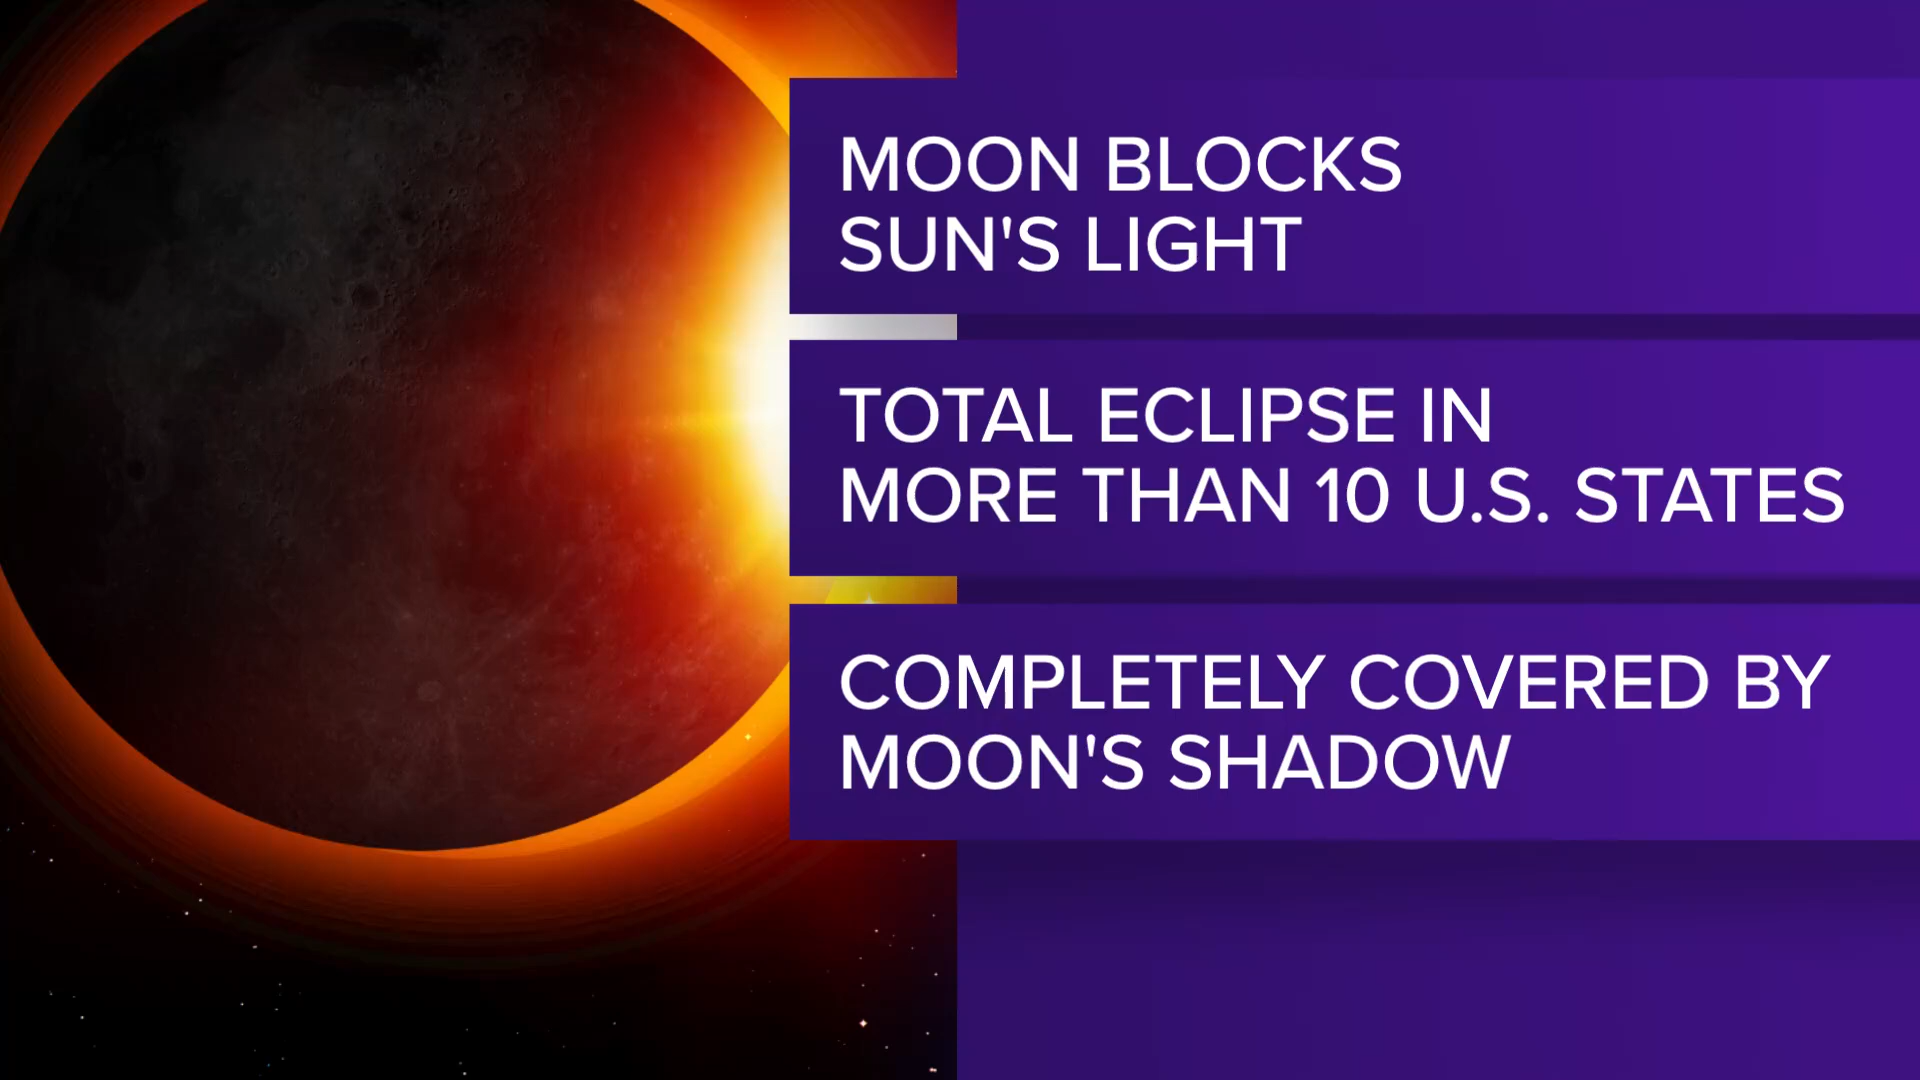 MOON BLOCKS
SUN'S LIGHT
TOTAL ECLIPSE IN
MORE THAN 10 U.S. STATES
COMPLETELY COVERED BY
MOON'S SHADOW